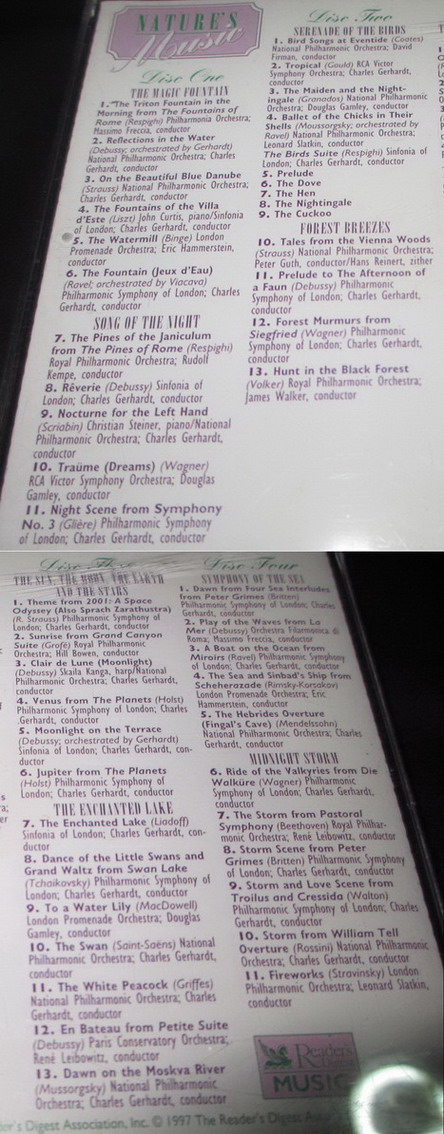 NATURE'S
Music
Disc One
THE MAGIC FOUNTAIN
1. The Triton Fountain in the
Morning from The Fountains of
Rome (Respighi) Philharmonia Orchestra;
Massimo Freccia, conductor
2. Reflections in the Water
(Debussy; orchestrated by Gerhardt)
National Philharmonic Orchestra; Charles
Gerhardt, conductor
3. On the Beautiful Blue Danube
(Strauss) National Philharmonic Orchestra;
Charles Gerhardt, conductor
4. The Fountains of the Villa
d'Este (Liszt) John Curtis, piano/Sinfonia
of London; Charles Gerhardt, conductor
5. The Watermill (Binge) London
Promenade Orchestra; Eric Hammerstein,
conductor
6. The Fountain (Jeux d'Eau)
(Ravel; orchestrated by Viacava)
Philharmonic Symphony of London; Charles
Gerhardt, conductor
SONG OF THE NIGHT
7. The Pines of the Janiculum
from The Pines of Rome (Respighi)
Royal Philharmonic Orchestra; Rudolf
Kempe, conductor
8. Rêverie (Debussy) Sinfonia of
London; Charles Gerhardt, conductor
9. Nocturne for the Left Hand
(Scriabin) Christian Steiner, piano/National
Philharmonic Orchestra; Charles Gerhardt,
conductor
10. Traüme (Dreams) (Wagner)
RCA Victor Symphony Orchestra; Douglas
Gamley, conductor
11. Night Scene from Symphony
No. 3 (Glière) Philharmonic Symphony
of London; Charles Gerhardt, conductor
Disc Two
SERENADE OF THE BIRDS
1. Bird Songs at Eventide (Coates)
National Philharmonic Orchestra; David
Firman, conductor
2. Tropical (Gould) RCA Victor
Symphony Orchestra; Charles Gerhardt,
conductor
3. The Maiden and the Night-
ingale (Granados) National Philharmonic
Orchestra; Douglas Gamley, conductor
4. Ballet of the Chicks in Their
Shells (Moussorgsky; orchestrated by
Ravel) National Philharmonic Orchestra;
Leonard Slatkin, conductor
The Birds Suite (Respighi) Sinfonia of
London; Charles Gerhardt, conductor
5. Prelude
6. The Dove
7. The Hen
8. The Nightingale
9. The Cuckoo
FOREST BREEZES
10. Tales from the Vienna Woods
(Strauss) National Philharmonic Orchestra;
Peter Guth, conductor/Hans Reinert, zither
11. Prelude to The Afternoon of
a Faun (Debussy) Philharmonic
Symphony of London; Charles Gerhardt,
conductor
12. Forest Murmurs from
Siegfried (Wagner) Philharmonic
Symphony of London; Charles Gerhardt,
conductor
13. Hunt in the Black Forest
(Volker) Royal Philharmonic Orchestra;
James Walker, conductor
Disc Three
THE SUN, THE MOON, THE EARTH
AND THE STARS
1. Theme from 2001: A Space
Odyssey (Also Sprach Zarathustra)
(R. Strauss) Philharmonic Symphony of
London; Charles Gerhardt, conductor
2. Sunrise from Grand Canyon
Suite (Grofé) Royal Philharmonic
Orchestra; Hill Bowen, conductor
3. Clair de Lune (Moonlight)
(Debussy) Skaila Kanga, harp/National
Philharmonic Orchestra; Charles Gerhardt,
conductor
4. Venus from The Planets (Holst)
Philharmonic Symphony of London; Charles
Gerhardt, conductor
5. Moonlight on the Terrace
(Debussy; orchestrated by Gerhardt)
Sinfonia of London; Charles Gerhardt, con-
ductor
6. Jupiter from The Planets
(Holst) Philharmonic Symphony of
London; Charles Gerhardt, conductor
THE ENCHANTED LAKE
7. The Enchanted Lake (Liadoff)
Sinfonia of London; Charles Gerhardt, con-
ductor
8. Dance of the Little Swans and
Grand Waltz from Swan Lake
(Tchaikovsky) Philharmonic Symphony of
London; Charles Gerhardt, conductor
9. To a Water Lily (MacDowell)
London Promenade Orchestra; Douglas
Gamley, conductor
10. The Swan (Saint-Saëns) National
Philharmonic Orchestra; Charles Gerhardt,
conductor
11. The White Peacock (Griffes)
National Philharmonic Orchestra; Charles
Gerhardt, conductor
12. En Bateau from Petite Suite
(Debussy) Paris Conservatory Orchestra;
René Leibowitz, conductor
13. Dawn on the Moskva River
(Mussorgsky) National Philharmonic
Orchestra; Charles Gerhardt, conductor
Disc Four
SYMPHONY OF THE SEA
1. Dawn from Four Sea Interludes
from Peter Grimes (Britten)
Philharmonic Symphony of London; Charles
Gerhardt, conductor
2. Play of the Waves from La
Mer (Debussy) Orchestra Filarmonica di
Roma; Massimo Freccia, conductor
3. A Boat on the Ocean from
Miroirs (Ravel) Philharmonic Symphony
of London; Charles Gerhardt, conductor
4. The Sea and Sinbad's Ship from
Scheherazade (Rimsky-Korsakov)
London Promenade Orchestra; Eric
Hammerstein, conductor
5. The Hebrides Overture
(Fingal's Cave) (Mendelssohn)
National Philharmonic Orchestra; Charles
Gerhardt, conductor
MIDNIGHT STORM
6. Ride of the Valkyries from Die
Walküre (Wagner) Philharmonic
Symphony of London; Charles Gerhardt,
conductor
7. The Storm from Pastoral
Symphony (Beethoven) Royal Philhar-
monic Orchestra; René Leibowitz, conductor
8. Storm Scene from Peter
Grimes (Britten) Philharmonic Symphony
of London; Charles Gerhardt, conductor
9. Storm and Love Scene from
Troilus and Cressida (Walton)
Philharmonic Symphony of London; Charles
Gerhardt, conductor
10. Storm from William Tell
Overture (Rossini) National Philharmonic
Orchestra; Charles Gerhardt, conductor
11. Fireworks (Stravinsky) London
Philharmonic Orchestra; Leonard Slatkin,
conductor
Reader's
Digest
MUSIC
der's Digest Association, Inc. © 1997 The Reader's Digest Ass